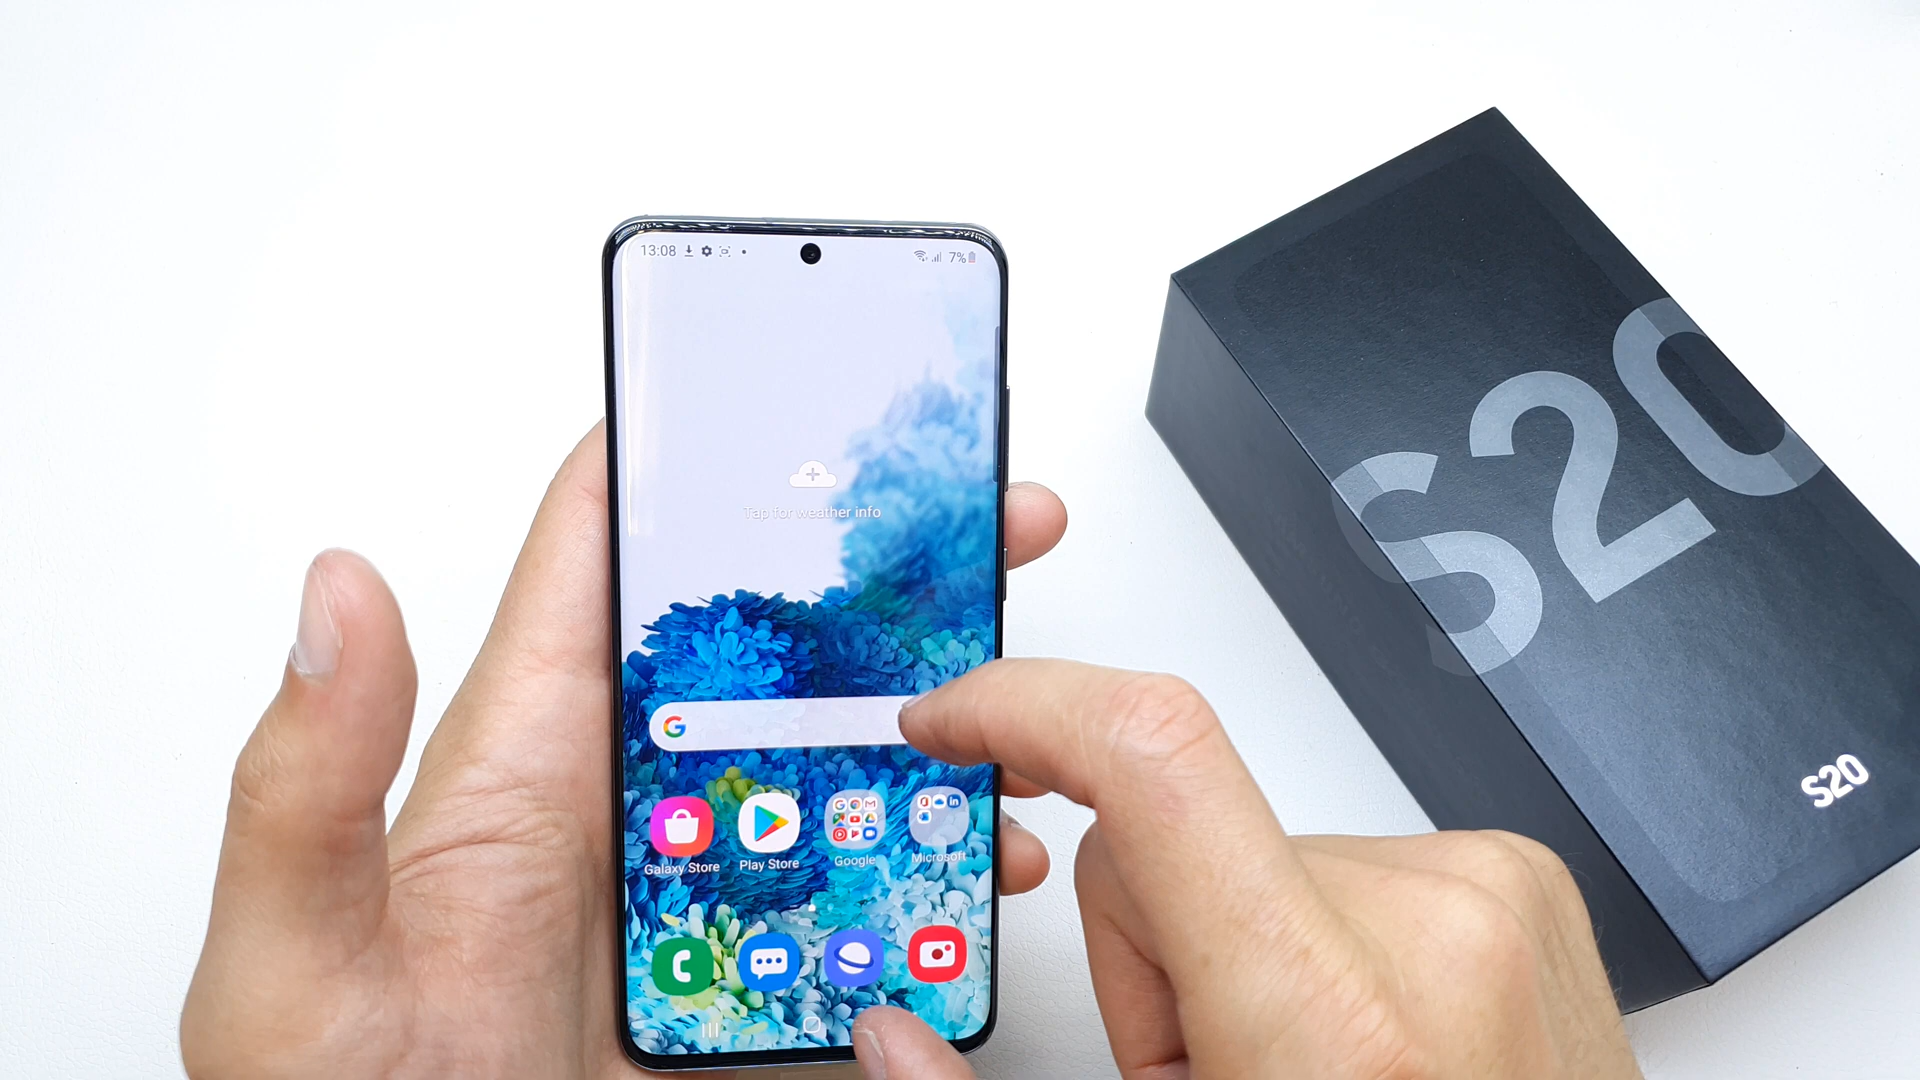 13:08
7%
Tap for weather info
G
Galaxy Store
Play Store
Google
Microsoft
S20
S20